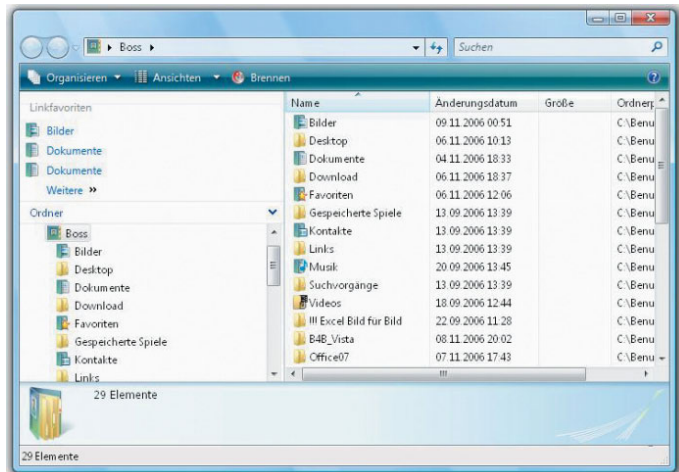 Boss
Suchen
Organisieren Ansichten Brennen
Linkfavoriten
Bilder
Dokumente
Dokumente
Weitere »
Ordner
Boss
Bilder
Desktop
Dokumente
Download
Favoriten
Gespeicherte Spiele
Kontakte
Links
Name Änderungsdatum Größe Ordnerp
Bilder 09.11.2006 00:51 C:\Benu
Desktop 06.11.2006 10:13 C:\Benu
Dokumente 04.11.2006 18:33 C:\Benu
Download 06.11.2006 18:37 C:\Benu
Favoriten 06.11.2006 12:06 C:\Benu
Gespeicherte Spiele 13.09.2006 13:39 C:\Benu
Kontakte 13.09.2006 13:39 C:\Benu
Links 13.09.2006 13:39 C:\Benu
Musik 20.09.2006 13:45 C:\Benu
Suchvorgänge 13.09.2006 13:39 C:\Benu
Videos 18.09.2006 12:44 C:\Benu
!!! Excel Bild für Bild 22.09.2006 11:28 C:\Benu
B4B_Vista 08.11.2006 20:02 C:\Benu
Office07 07.11.2006 17:43 C:\Benu
29 Elemente
29 Elemente